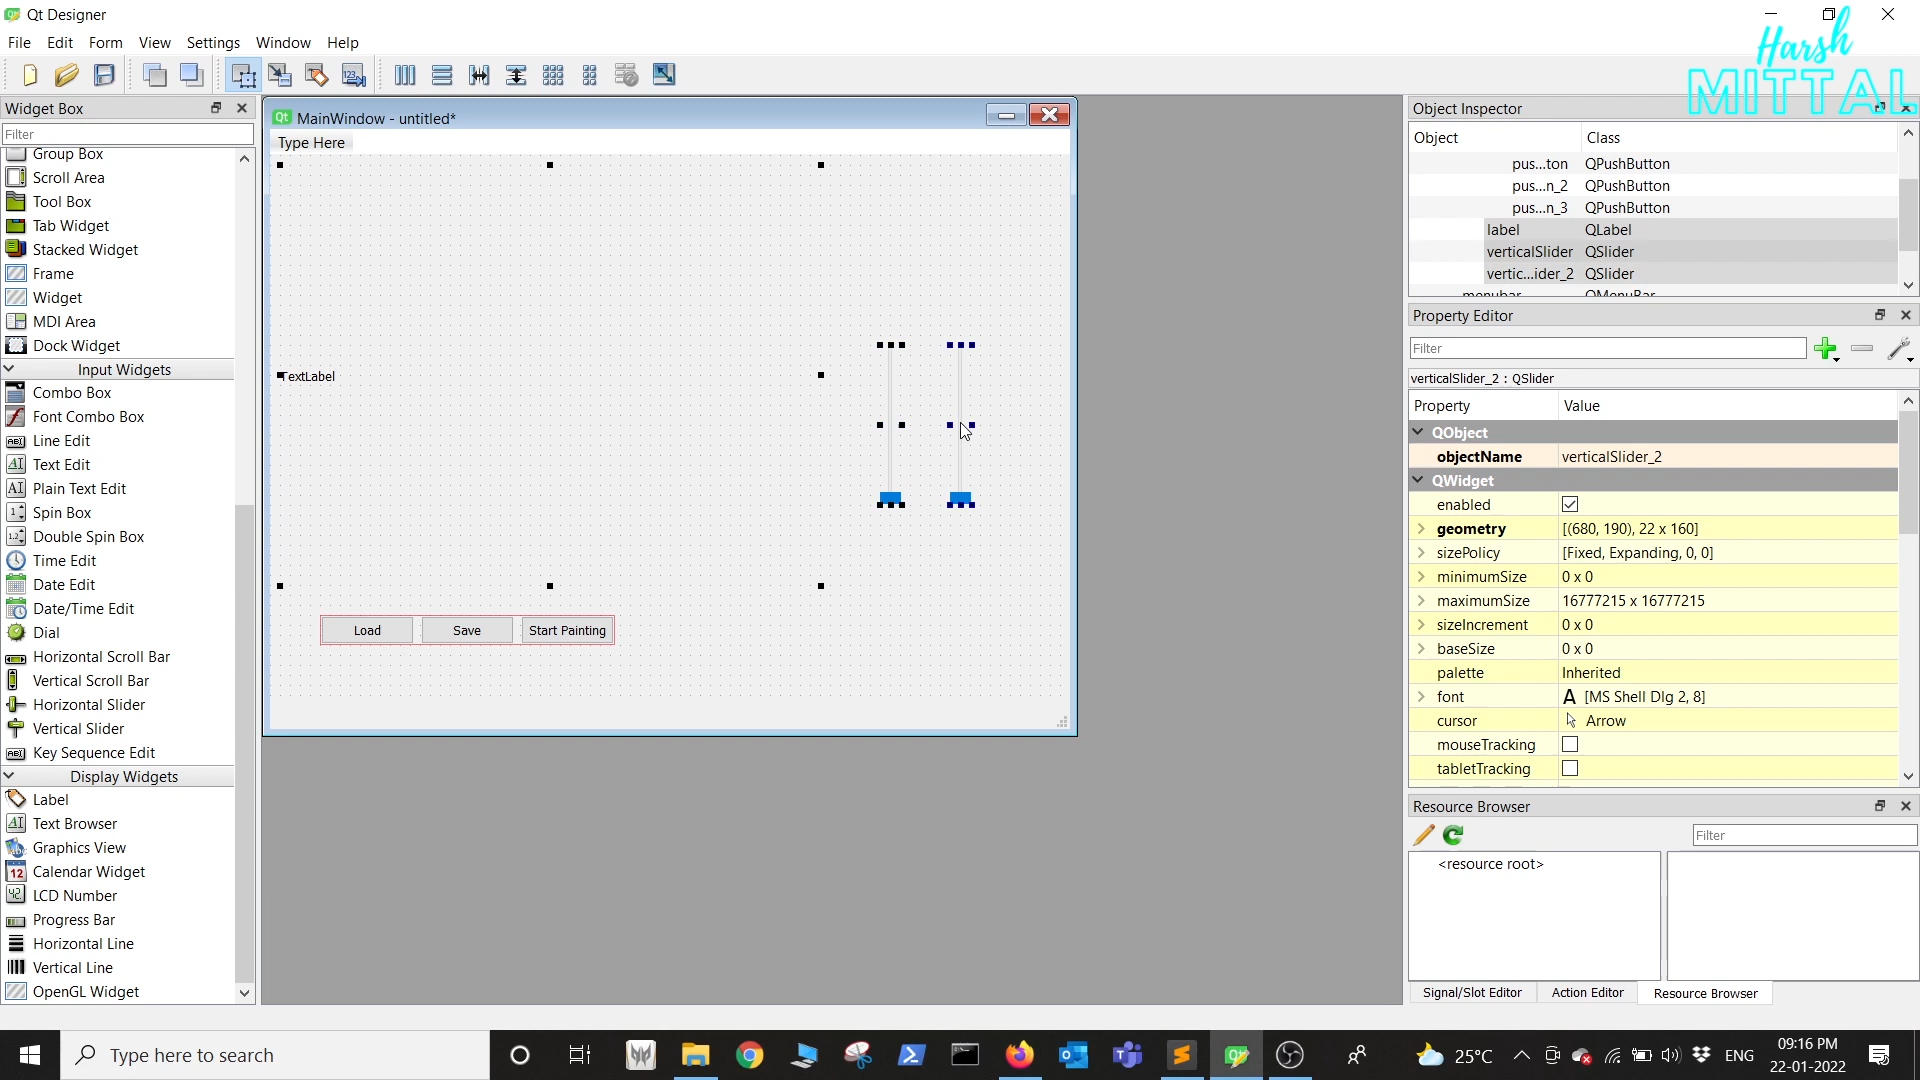 Qt Designer
File Edit Form View Settings Window Help
Harsh
MITTAL
Widget Box
Filter
Group Box
Scroll Area
Tool Box
Tab Widget
Stacked Widget
Frame
Widget
MDI Area
Dock Widget
Input Widgets
Combo Box
Font Combo Box
Line Edit
Text Edit
Plain Text Edit
Spin Box
Double Spin Box
Time Edit
Date Edit
Date/Time Edit
Dial
Horizontal Scroll Bar
Vertical Scroll Bar
Horizontal Slider
Vertical Slider
Key Sequence Edit
Display Widgets
Label
Text Browser
Graphics View
Calendar Widget
LCD Number
Progress Bar
Horizontal Line
Vertical Line
OpenGL Widget
MainWindow - untitled*
Type Here
TextLabel
Load Save Start Painting
Object Inspector
Object Class
pus...ton QPushButton
pus...n_2 QPushButton
pus...n_3 QPushButton
label QLabel
verticalSlider QSlider
vertic...ider_2 QSlider
menubar QMenuBar
Property Editor
Filter
verticalSlider_2 : QSlider
Property Value
QObject
objectName verticalSlider_2
QWidget
enabled
geometry [(680, 190), 22 x 160]
sizePolicy [Fixed, Expanding, 0, 0]
minimumSize 0 x 0
maximumSize 16777215 x 16777215
sizeIncrement 0 x 0
baseSize 0 x 0
palette Inherited
font A [MS Shell Dlg 2, 8]
cursor Arrow
mouseTracking
tabletTracking
Resource Browser
Filter
<resource root>
Signal/Slot Editor Action Editor Resource Browser
Type here to search
25°C ENG 09:16 PM
22-01-2022